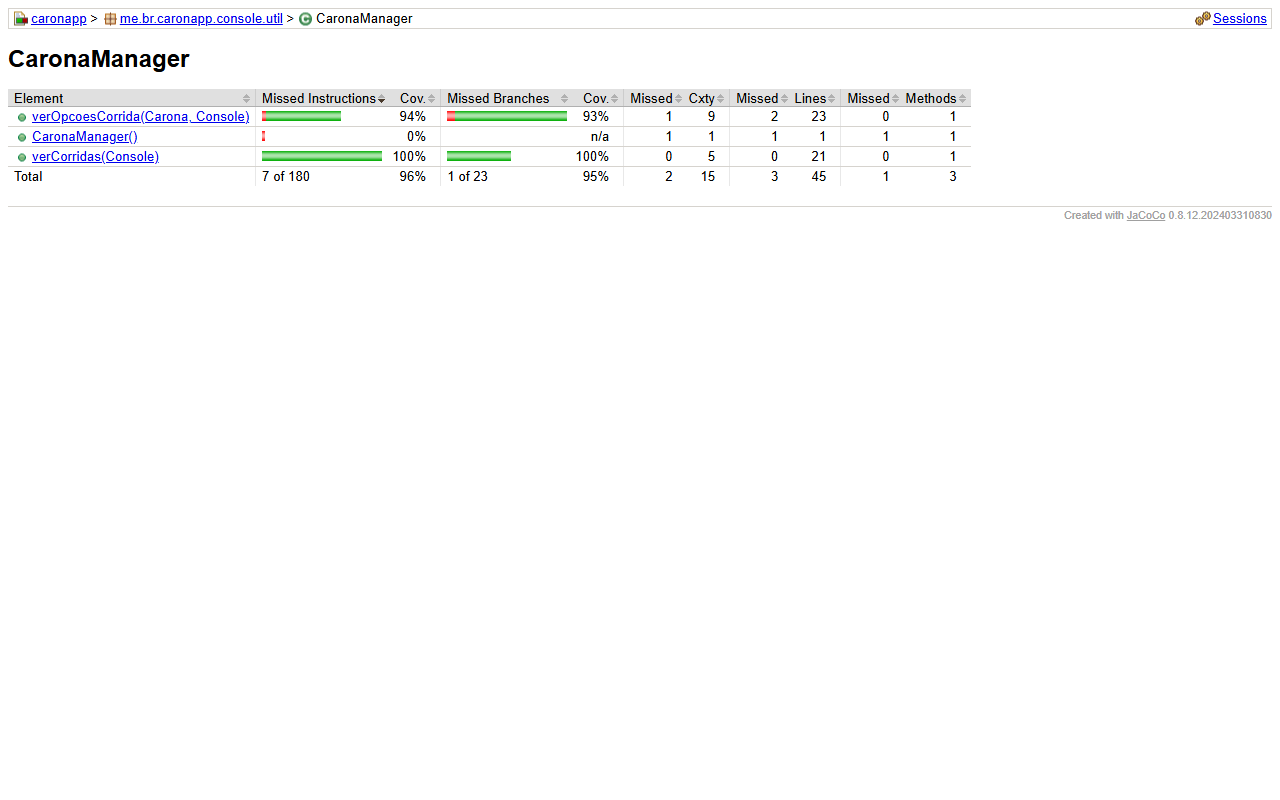 caronapp > me.br.caronapp.console.util > CaronaManager Sessions
CaronaManager
Element Missed Instructions Cov. Missed Branches Cov. Missed Cxty Missed Lines Missed Methods
verOpcoesCorrida(Carona, Console) 94% 93% 1 9 2 23 0 1
CaronaManager() 0% n/a 1 1 1 1 1 1
verCorridas(Console) 100% 100% 0 5 0 21 0 1
Total 7 of 180 96% 1 of 23 95% 2 15 3 45 1 3
Created with JaCoCo 0.8.12.202403310830